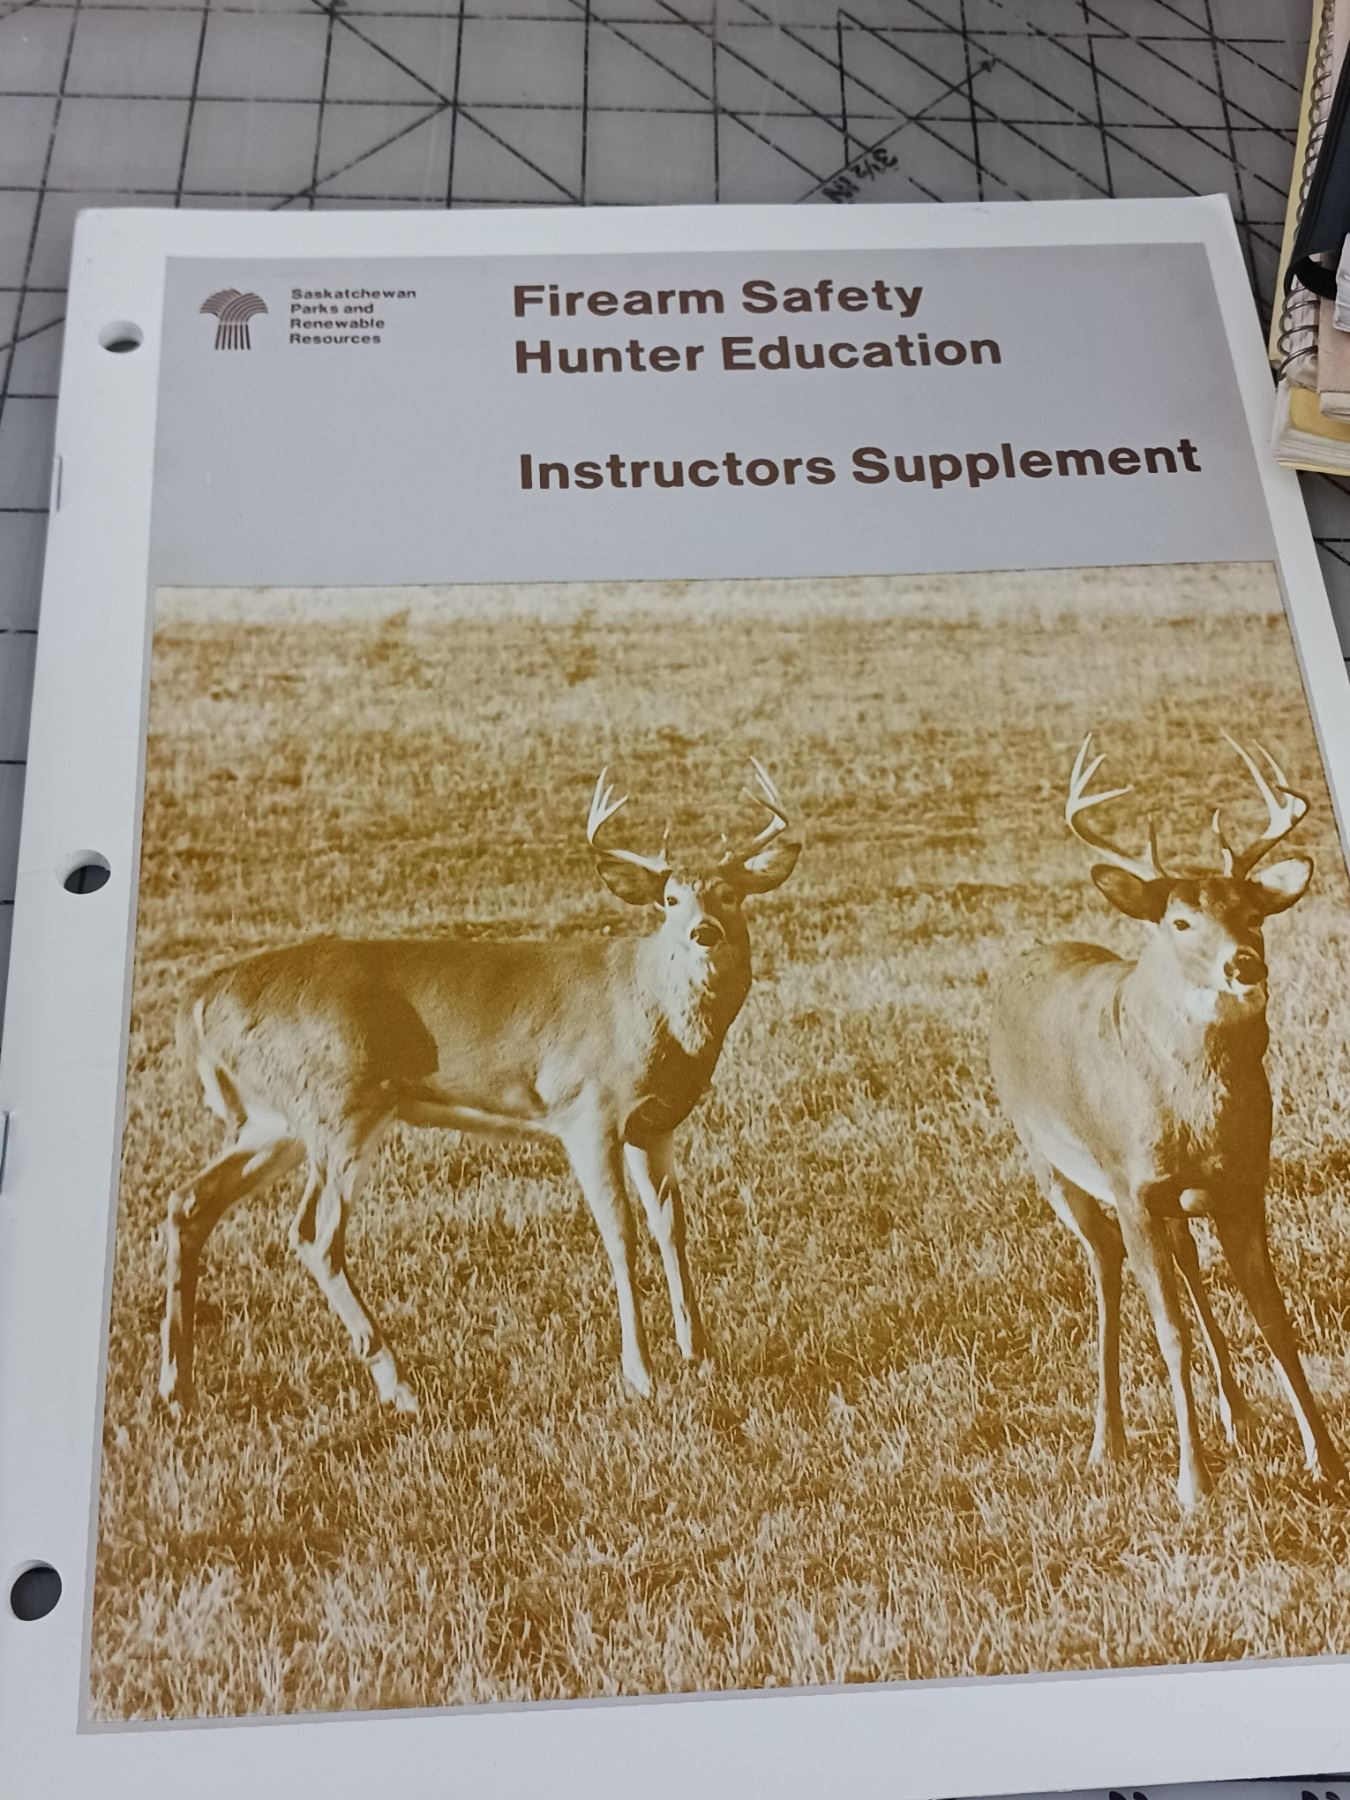 3½ IN
Saskatchewan
Parks and
Renewable
Resources
Firearm Safety
Hunter Education
Instructors Supplement